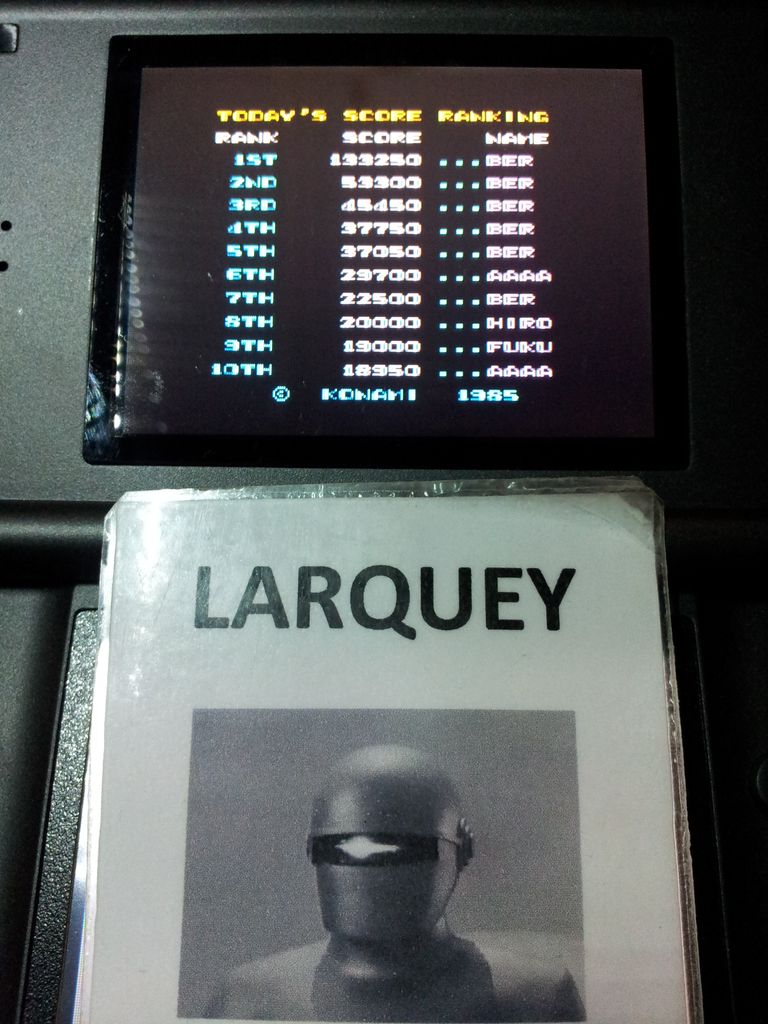 TODAY'S SCORE RANKING
RANK SCORE NAME
1ST 133250 ...BER
2ND 53300 ...BER
3RD 45450 ...BER
4TH 37750 ...BER
5TH 37050 ...BER
6TH 29700 ...AAAA
7TH 22500 ...BER
8TH 20000 ...HIRO
9TH 19000 ...FUKU
10TH 18950 ...AAAA
© KONAMI 1985
LARQUEY